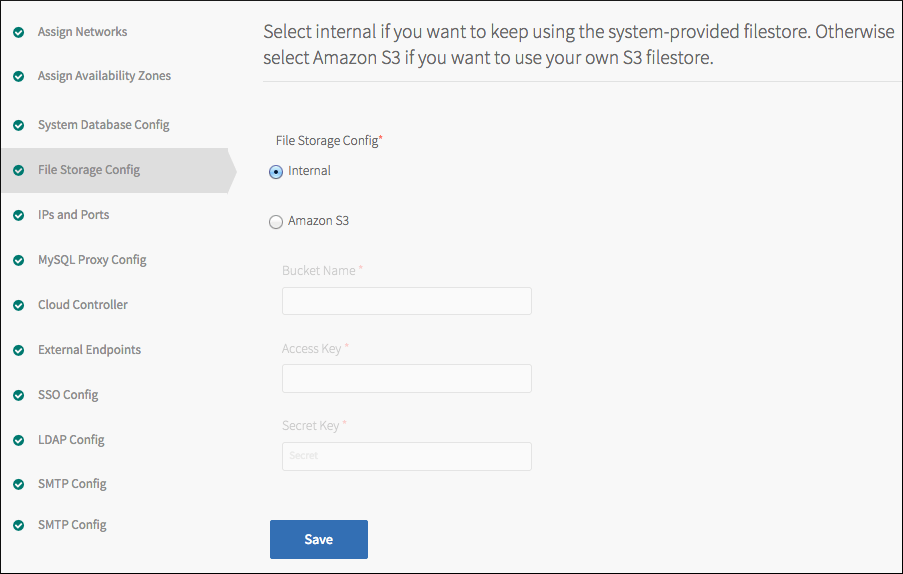 Assign Networks
Assign Availability Zones
System Database Config
File Storage Config
IPs and Ports
MySQL Proxy Config
Cloud Controller
External Endpoints
SSO Config
LDAP Config
SMTP Config
SMTP Config
Select internal if you want to keep using the system-provided filestore. Otherwise
select Amazon S3 if you want to use your own S3 filestore.
File Storage Config*
Internal
Amazon S3
Bucket Name *
Access Key *
Secret Key *
Secret
Save